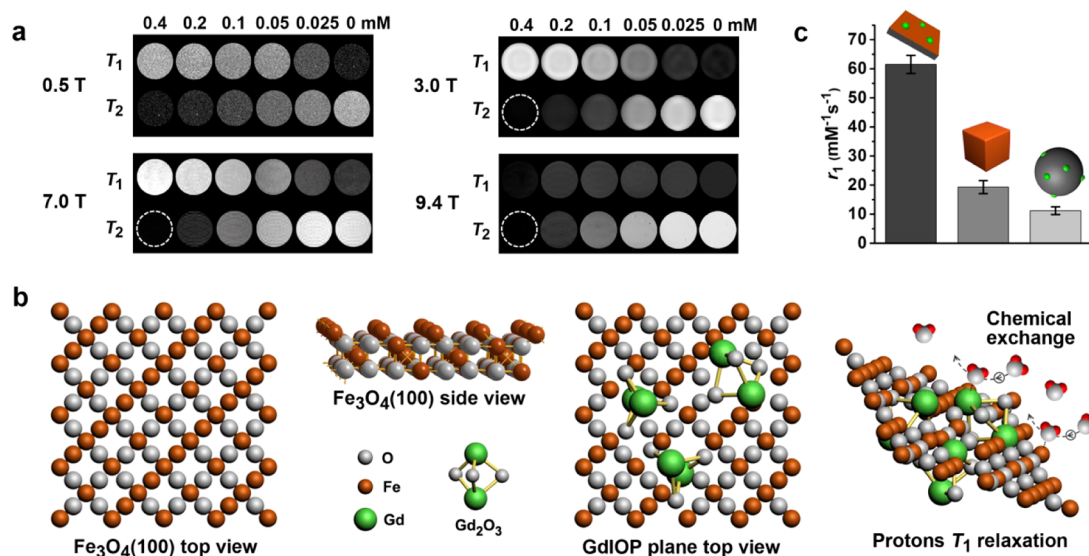 a
0.4 0.2 0.1 0.05 0.025 0 mM
0.5 T
T1
T2
0.4 0.2 0.1 0.05 0.025 0 mM
3.0 T
T1
T2
7.0 T
T1
T2
9.4 T
T1
T2
c
r1 (mM⁻¹s⁻¹)
70
60
50
40
30
20
10
0
b
Fe3O4(100) top view
Fe3O4(100) side view
O
Fe
Gd
Gd2O3
GdIOP plane top view
Chemical
exchange
Protons T1 relaxation